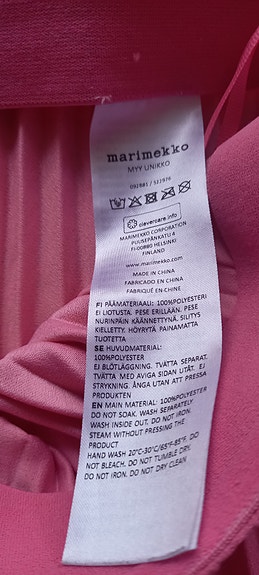 marimekko
MYY UNIKKO
clevercare.info
MARIMEKKO CORPORATION
PUUSEPÄNKATU 4
FI-00880 HELSINKI
FINLAND
www.marimekko.com
MADE IN CHINA
FABRICADO EN CHINA
FABRIQUÉ EN CHINE
FI PÄÄMATERIAALI: 100%POLYESTERI
EI LIOTUSTA. PESE ERILLÄÄN. PESE
NURINPÄIN KÄÄNNETTYNÄ. SILITYS
KIELLETTY. HÖYRYTÄ PAINAMATTA
TUOTETTA
SE HUVUDMATERIAL:
100%POLYESTER
EJ BLÖTLÄGGNING. TVÄTTA SEPARAT.
TVÄTTA MED AVIGA SIDAN UTÅT. EJ
STRYKNING. ÅNGA UTAN ATT PRESSA
PRODUKTEN
EN MAIN MATERIAL: 100%POLYESTER
DO NOT SOAK. WASH SEPARATELY
WASH INSIDE OUT. DO NOT IRON.
STEAM WITHOUT PRESSING THE
PRODUCT
HAND WASH 20°C-30°C/65°F-85°F. DO
NOT BLEACH. DO NOT TUMBLE DRY.
DO NOT IRON. DO NOT DRY CLEAN